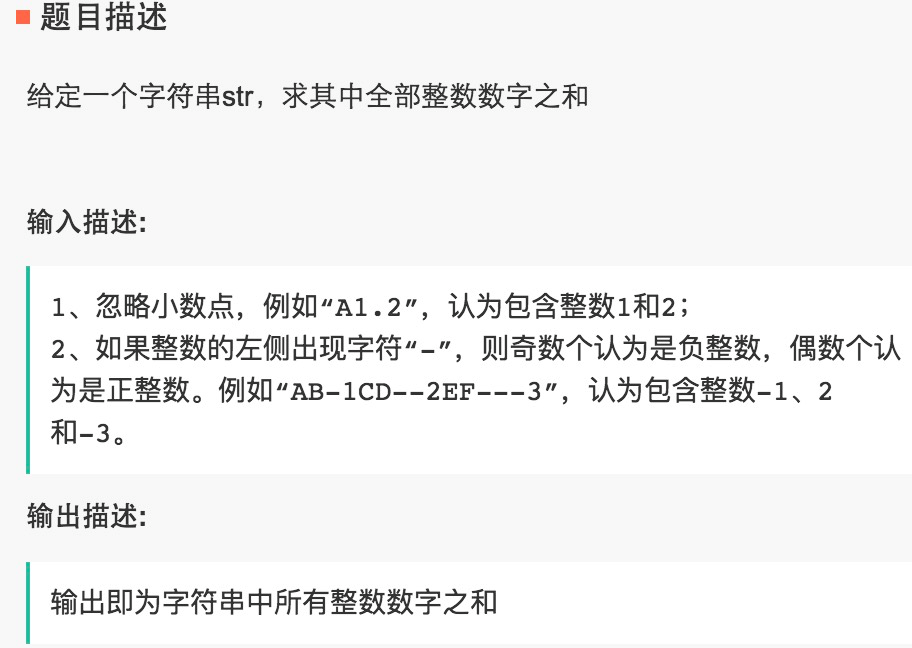 题目描述
给定一个字符串str，求其中全部整数数字之和
输入描述:
1、忽略小数点，例如“A1.2”，认为包含整数1和2；
2、如果整数的左侧出现字符“-”，则奇数个认为是负整数，偶数个认
为是正整数。例如“AB-1CD--2EF---3”，认为包含整数-1、2
和-3。
输出描述:
输出即为字符串中所有整数数字之和